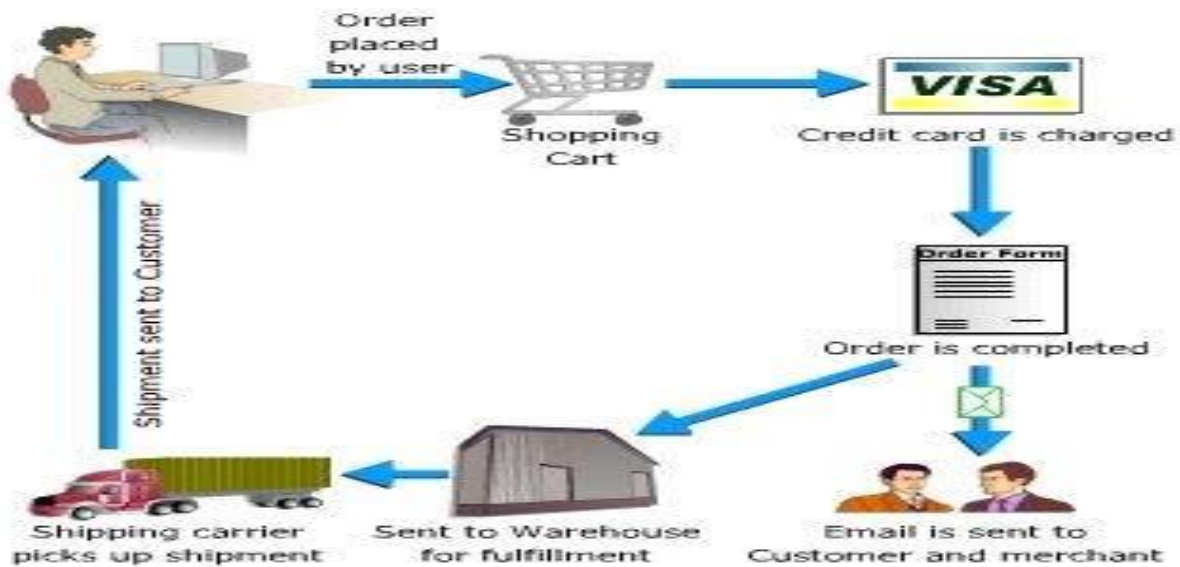 Order
placed
by user
Shopping
Cart
VISA
Credit card is charged
Order Form
Order is completed
Email is sent to
Customer and merchant
Sent to Warehouse
for fulfillment
Shipping carrier
picks up shipment
Shipment sent to Customer